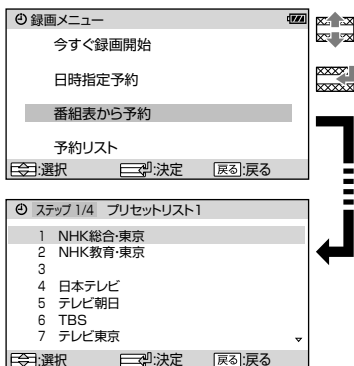 録画メニュー
今すぐ録画開始
日時指定予約
番組表から予約
予約リスト
:選択 :決定 戻る:戻る
ステップ 1/4 プリセットリスト1
1 NHK総合・東京
2 NHK教育・東京
3
4 日本テレビ
5 テレビ朝日
6 TBS
7 テレビ東京
:選択 :決定 戻る:戻る